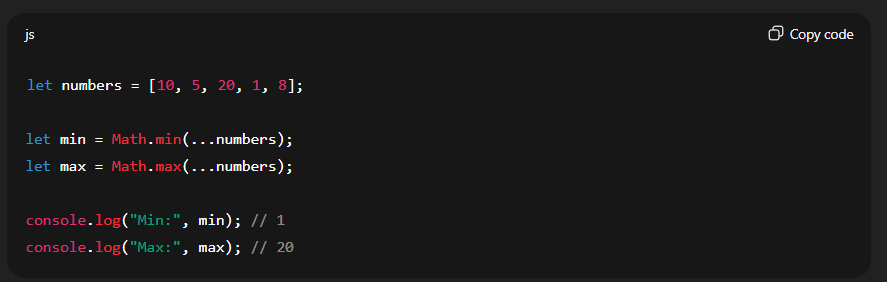 js
Copy code
let numbers = [10, 5, 20, 1, 8];
let min = Math.min(...numbers);
let max = Math.max(...numbers);
console.log("Min:", min); // 1
console.log("Max:", max); // 20